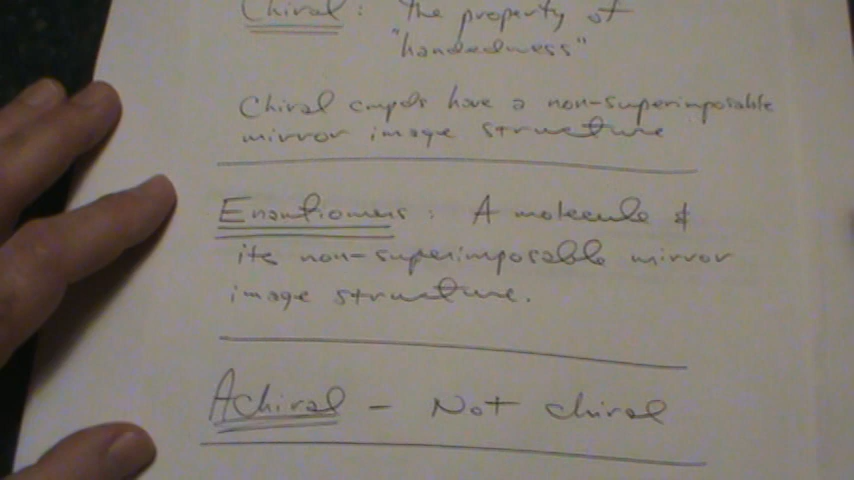 Chiral: The property of
"handedness"
Chiral cmpds have a non-superimposable
mirror image structure
Enantiomers: A molecule &
its non-superimposable mirror
image structure.
Achiral - Not chiral